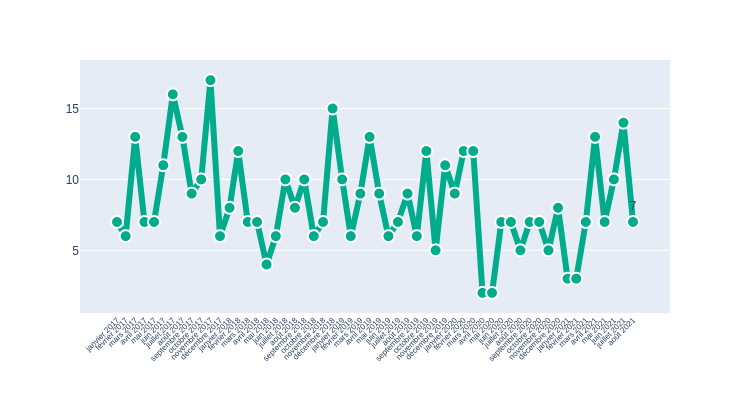 15
10
5
7
janvier 2017
février 2017
mars 2017
avril 2017
mai 2017
juin 2017
juillet 2017
août 2017
septembre 2017
octobre 2017
novembre 2017
décembre 2017
janvier 2018
février 2018
mars 2018
avril 2018
mai 2018
juin 2018
juillet 2018
août 2018
septembre 2018
octobre 2018
novembre 2018
décembre 2018
janvier 2019
février 2019
mars 2019
avril 2019
mai 2019
juin 2019
juillet 2019
août 2019
septembre 2019
octobre 2019
novembre 2019
décembre 2019
janvier 2020
février 2020
mars 2020
avril 2020
mai 2020
juin 2020
juillet 2020
août 2020
septembre 2020
octobre 2020
novembre 2020
décembre 2020
janvier 2021
février 2021
mars 2021
avril 2021
mai 2021
juin 2021
juillet 2021
août 2021